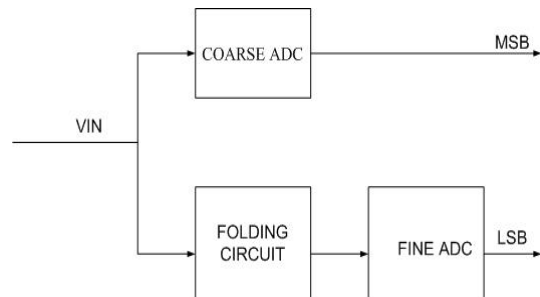 MSB
COARSE ADC
VIN
FOLDING
CIRCUIT
FINE ADC
LSB